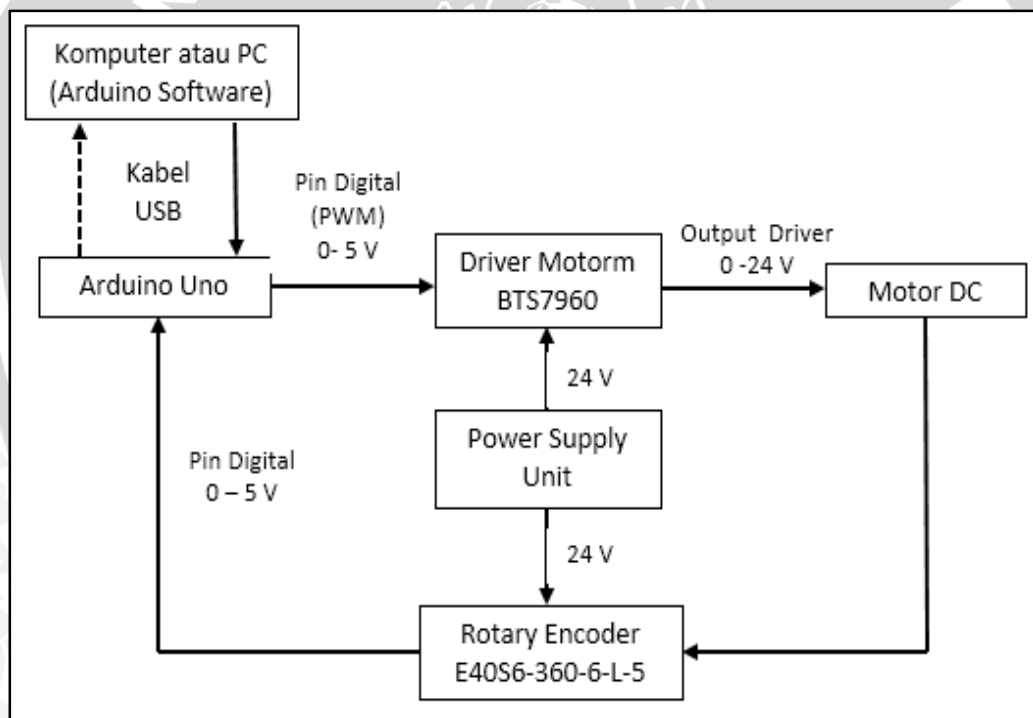 Komputer atau PC
(Arduino Software)
Kabel
USB
Pin Digital
(PWM)
0- 5 V
Output Driver
0 -24 V
Arduino Uno
Driver Motorm
BTS7960
Motor DC
24 V
Power Supply
Unit
Pin Digital
0 – 5 V
24 V
Rotary Encoder
E40S6-360-6-L-5